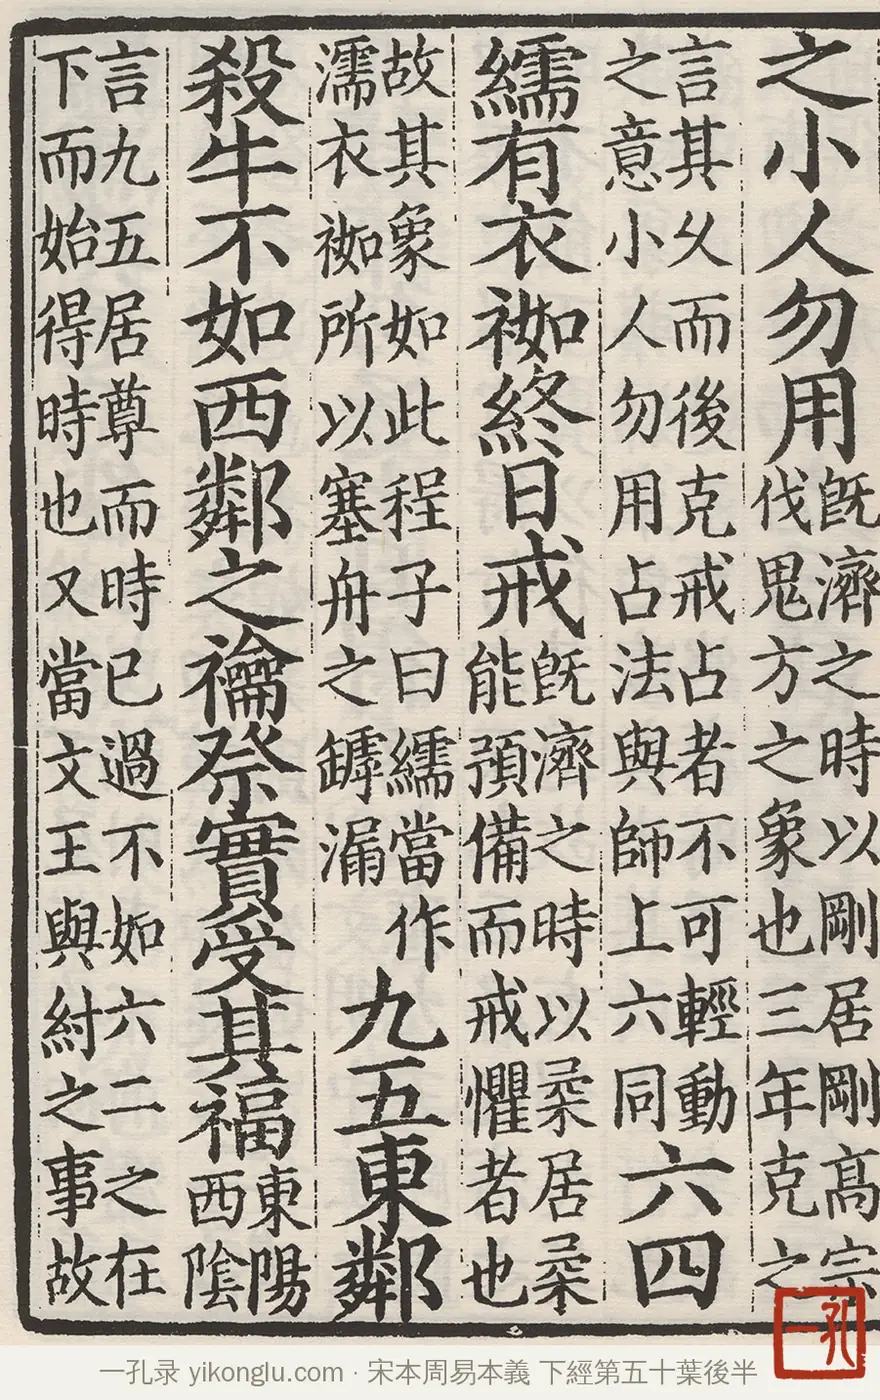 之小人勿用旣濟之時以剛居剛高宗伐鬼方之象也三年克之
言其乆而後克戒占者不可輕動之意小人勿用占法與師上六同六四
繻有衣袽終日戒旣濟之時以柔居柔能預備而戒懼者也
故其象如此程子曰繻當作濡衣袽所以塞舟之罅漏九五東鄰
殺牛不如西鄰之禴祭實受其福東陽西陰
言九五居尊而時已過不如六二之在下而始得時也又當文王與紂之事故
一孔
一孔录 yikonglu.com · 宋本周易本義 下經第五十葉後半